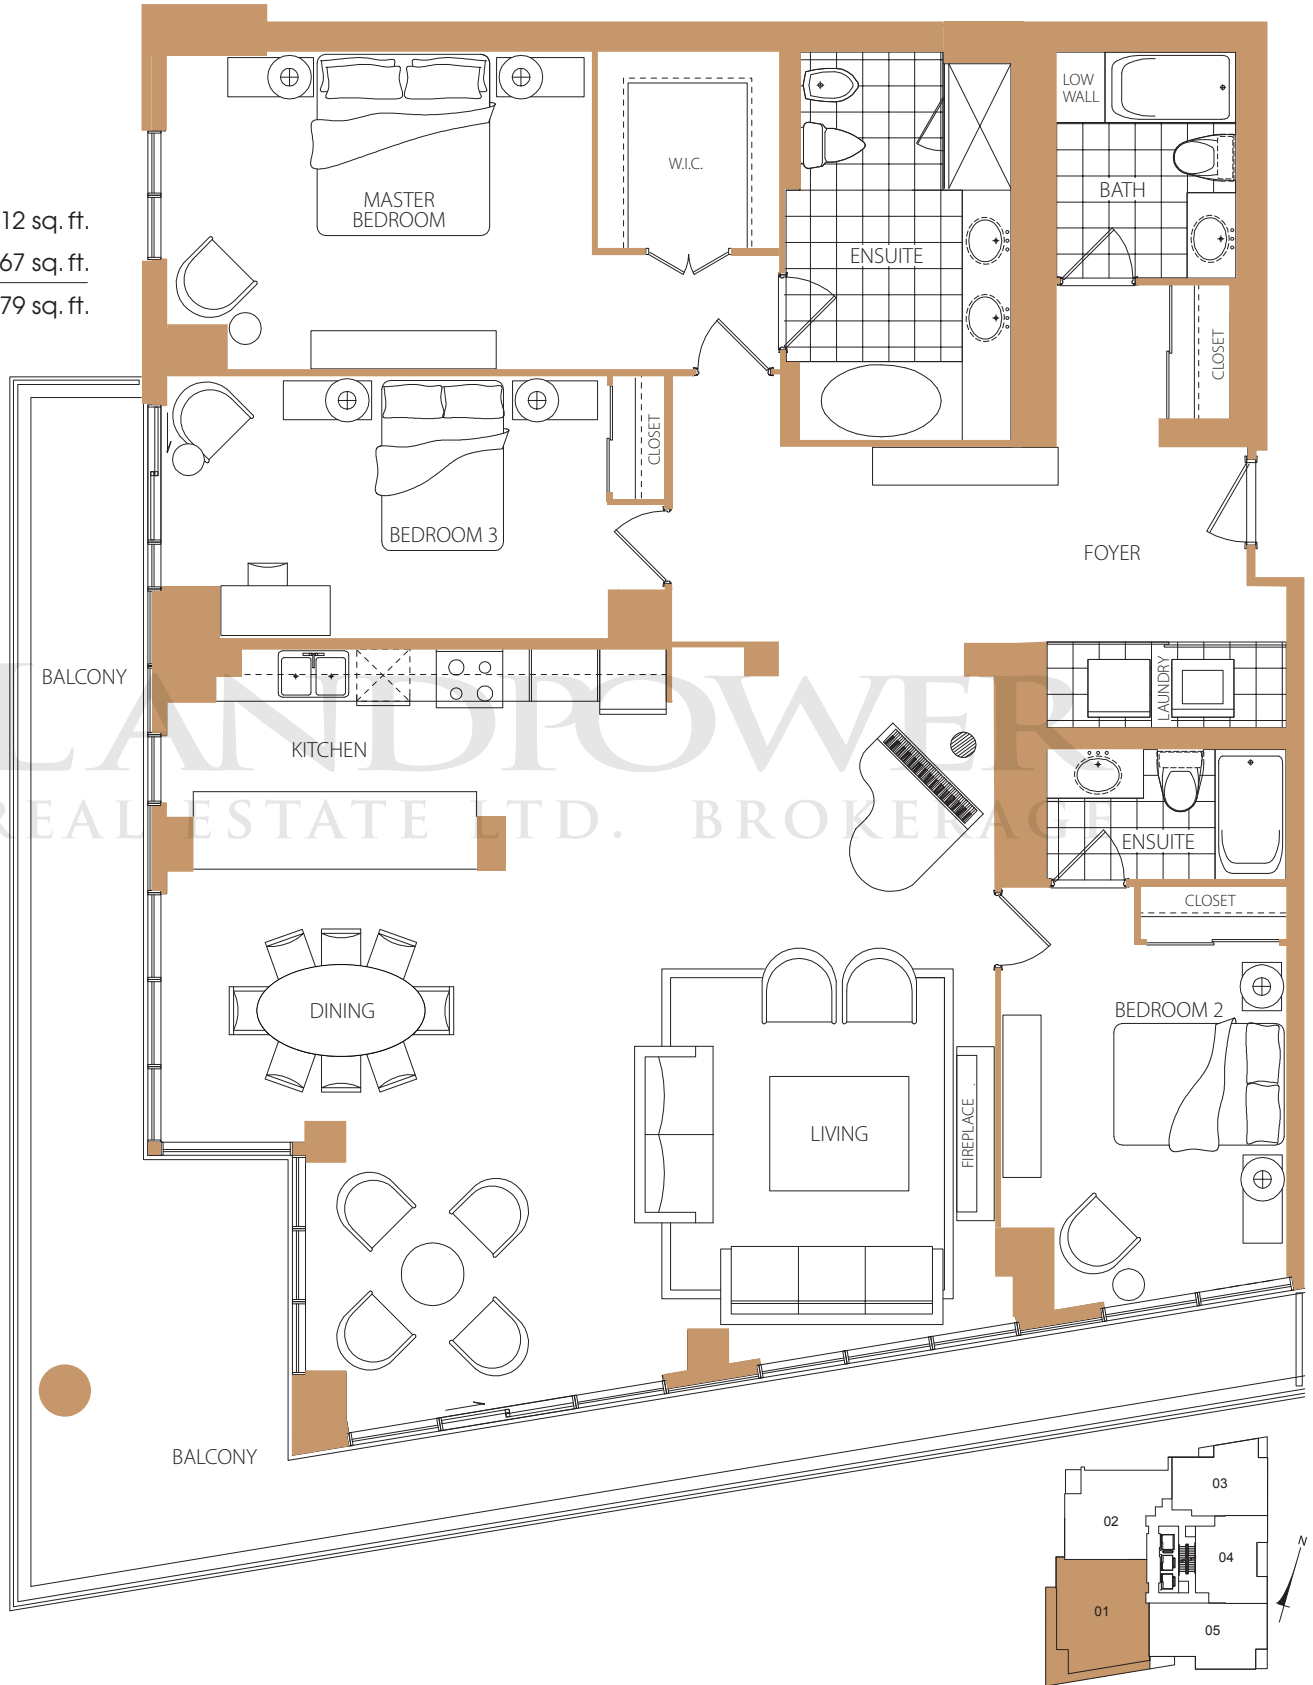 12 sq. ft.
67 sq. ft.
79 sq. ft.
MASTER
BEDROOM
W.I.C.
ENSUITE
LOW
WALL
BATH
CLOSET
CLOSET
BEDROOM 3
FOYER
BALCONY
LAUNDRY
LANDPOWER
REAL ESTATE LTD. BROKERAGE
KITCHEN
ENSUITE
CLOSET
DINING
BEDROOM 2
LIVING
FIREPLACE
BALCONY
03
02
04
01
05
N